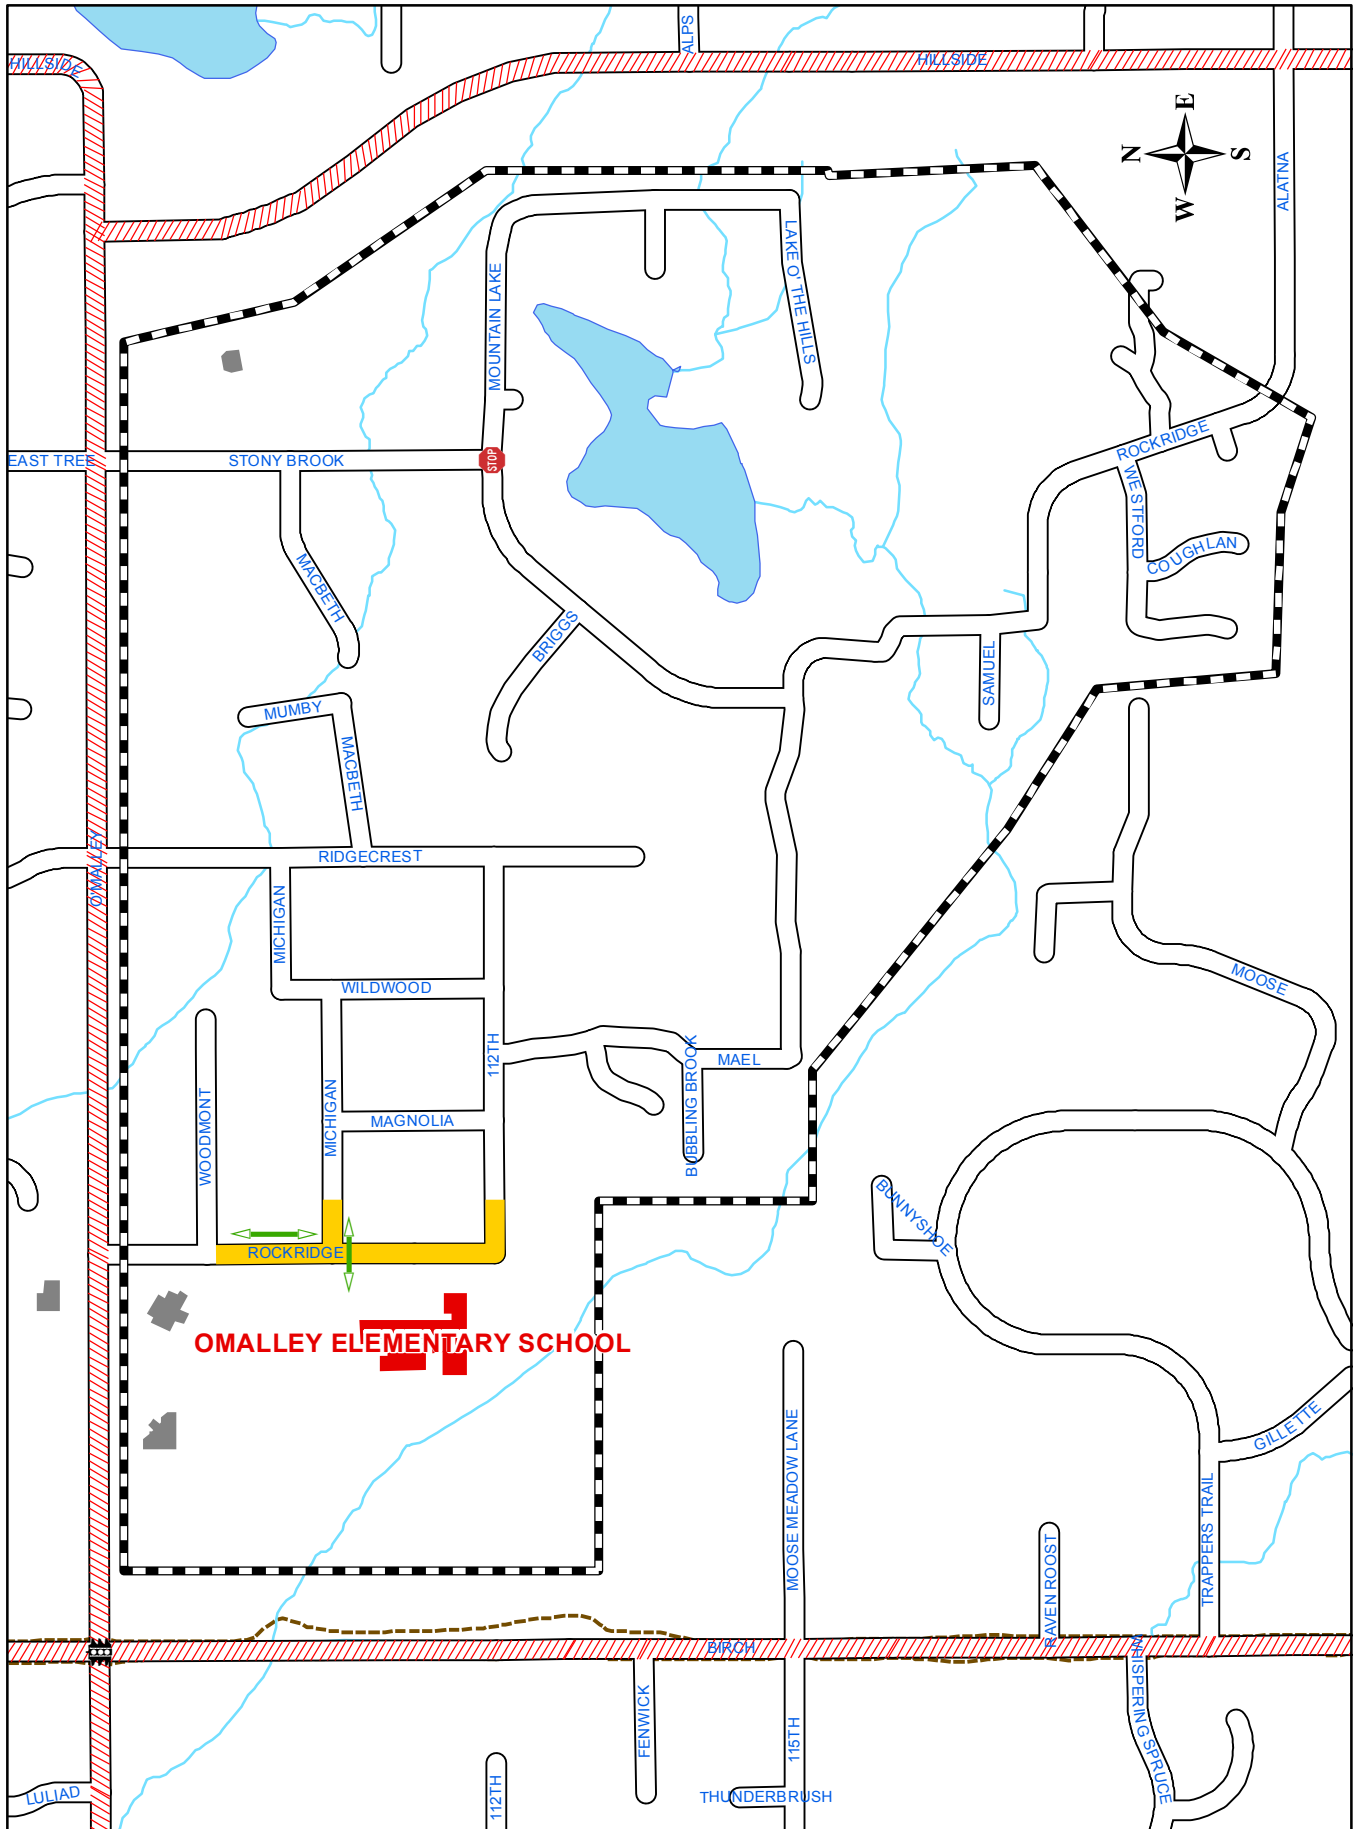 ALPS
HILLSIDE
HILLSIDE
E
N
S
W
ALATNA
LAKE O' THE HILLS
MOUNTAIN LAKE
ROCKRIDGE
EAST TREE
STONY BROOK
STOP
WESTFORD
COUGHLAN
MACBETH
BRIGGS
SAMUEL
MUMBY
MACBETH
OMALLEY
RIDGECREST
MICHIGAN
MOOSE
WILDWOOD
112TH
MAEL
BUBBLING BROOK
WOODMONT
MICHIGAN
MAGNOLIA
BUNNYSHOE
ROCKRIDGE
OMALLEY ELEMENTARY SCHOOL
MOOSE MEADOW LANE
GILLETTE
TRAPPERS TRAIL
RAVEN ROOST
BIRCH
WHISPERING SPRUCE
FENWICK
115TH
LULIAD
112TH
THUNDERBRUSH